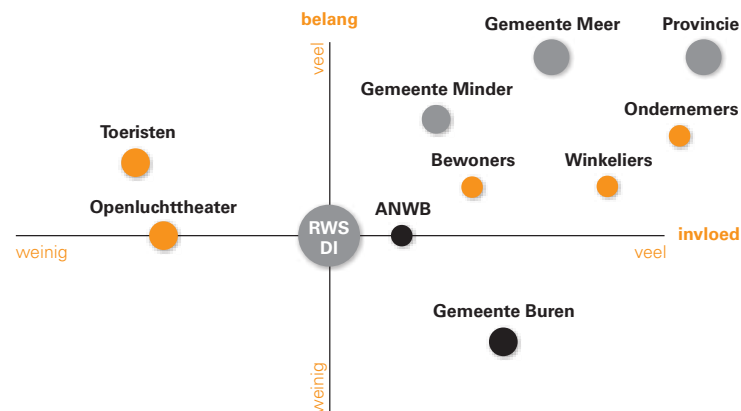 belang
veel
Gemeente Meer
Provincie
Gemeente Minder
Ondernemers
Toeristen
Bewoners
Winkeliers
Openluchttheater
ANWB
RWS
DI
invloed
weinig
veel
Gemeente Buren
weinig